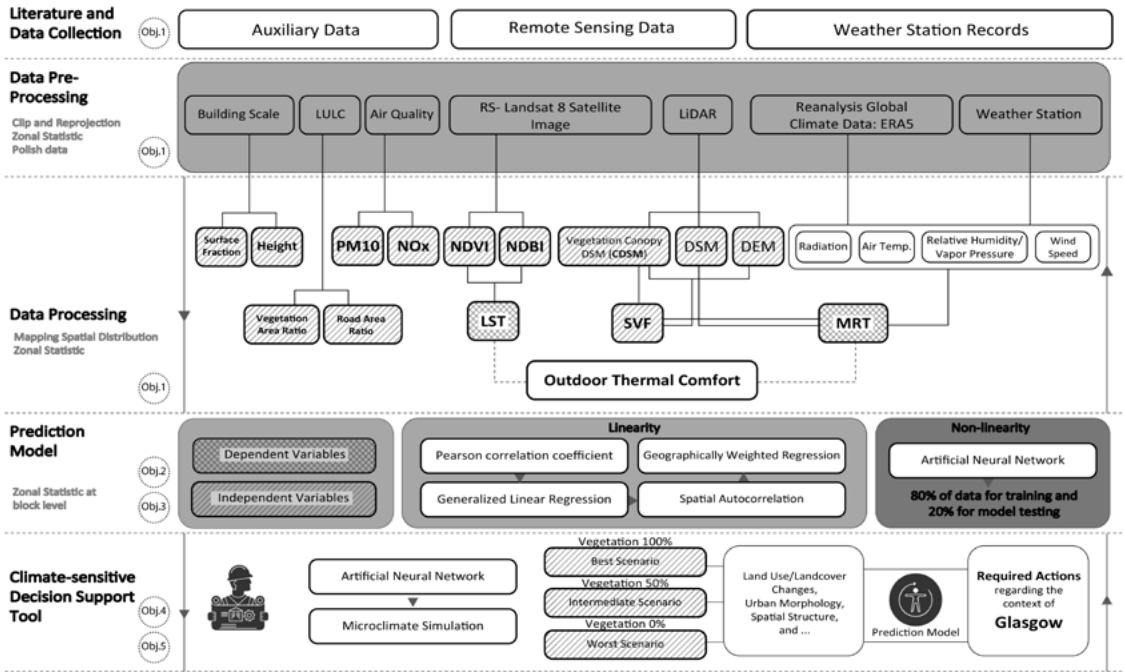 Literature and
Data Collection
Obj.1
Auxiliary Data
Remote Sensing Data
Weather Station Records
Data Pre-
Processing
Clip and Reprojection
Zonal Statistic
Polish data
Obj.1
Building Scale
LULC
Air Quality
RS- Landsat 8 Satellite
Image
LiDAR
Reanalysis Global
Climate Data: ERA5
Weather Station
Surface
Fraction
Height
PM10
NOx
NDVI
NDBI
Vegetation Canopy
DSM (CDSM)
DSM
DEM
Radiation
Air Temp.
Relative Humidity/
Vapor Pressure
Wind
Speed
Data Processing
Mapping Spatial Distribution
Zonal Statistic
Obj.1
Vegetation
Area Ratio
Road Area
Ratio
LST
SVF
MRT
Outdoor Thermal Comfort
Prediction
Model
Zonal Statistic at
block level
Obj.2
Obj.3
Dependent Variables
Independent Variables
Linearity
Pearson correlation coefficient
Geographically Weighted Regression
Generalized Linear Regression
Spatial Autocorrelation
Non-linearity
Artificial Neural Network
80% of data for training and
20% for model testing
Climate-sensitive
Decision Support
Tool
Obj.4
Obj.5
Artificial Neural Network
Microclimate Simulation
Vegetation 100%
Best Scenario
Vegetation 50%
Intermediate Scenario
Vegetation 0%
Worst Scenario
Land Use/Landcover
Changes,
Urban Morphology,
Spatial Structure,
and ...
Prediction Model
Required Actions
regarding the
context of
Glasgow